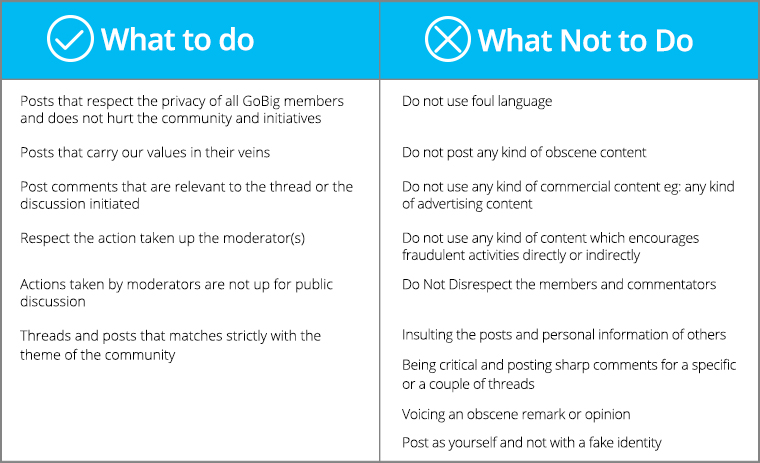 What to do
Posts that respect the privacy of all GoBig members
and does not hurt the community and initiatives
Posts that carry our values in their veins
Post comments that are relevant to the thread or the
discussion initiated
Respect the action taken up the moderator(s)
Actions taken by moderators are not up for public
discussion
Threads and posts that matches strictly with the
theme of the community
What Not to Do
Do not use foul language
Do not post any kind of obscene content
Do not use any kind of commercial content eg: any kind
of advertising content
Do not use any kind of content which encourages
fraudulent activities directly or indirectly
Do Not Disrespect the members and commentators
Insulting the posts and personal information of others
Being critical and posting sharp comments for a specific
or a couple of threads
Voicing an obscene remark or opinion
Post as yourself and not with a fake identity